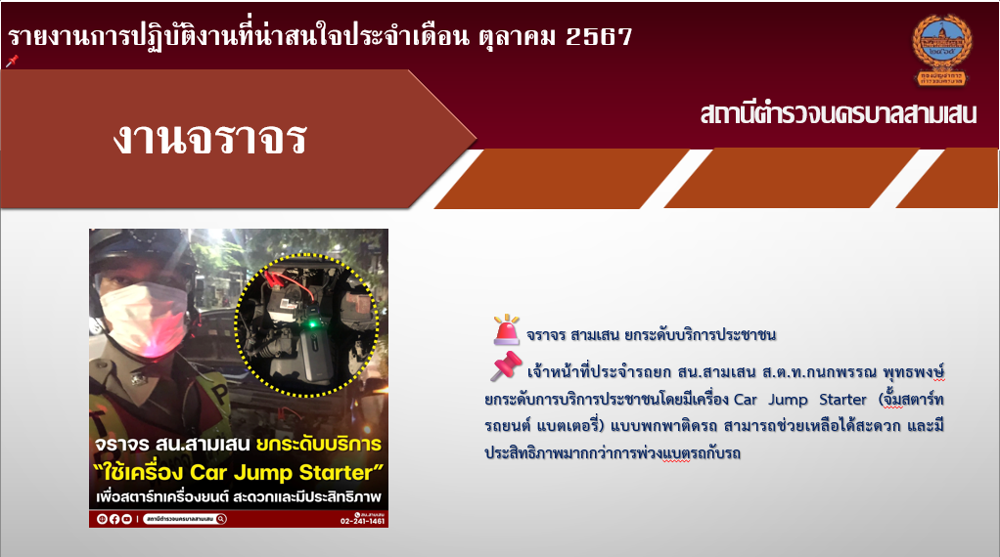 รายงานการปฏิบัติงานที่น่าสนใจประจำเดือน ตุลาคม 2567
สถานีตำรวจนครบาลสามเสน
งานจราจร
จราจร สามเสน ยกระดับบริการประชาชน
เจ้าหน้าที่ประจำรถยก สน.สามเสน ส.ต.ท.กนกพรรณ พุทธพงษ์
ยกระดับการบริการประชาชนโดยมีเครื่อง Car Jump Starter (จั้มสตาร์ท
รถยนต์ แบตเตอรี่) แบบพกพาติดรถ สามารถช่วยเหลือได้สะดวก และมี
ประสิทธิภาพมากกว่าการพ่วงแบตรถกับรถ
จราจร สน.สามเสน ยกระดับบริการ
“ใช้เครื่อง Car Jump Starter”
เพื่อสตาร์ทเครื่องยนต์ สะดวกและมีประสิทธิภาพ
สถานีตำรวจนครบาลสามเสน
สน.สามเสน
02-241-1461